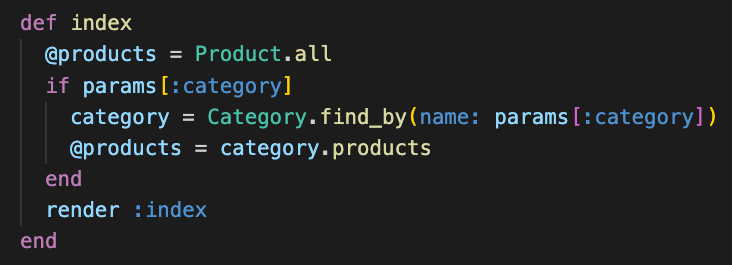 def index
  @products = Product.all
  if params[:category]
    category = Category.find_by(name: params[:category])
    @products = category.products
  end
  render :index
end